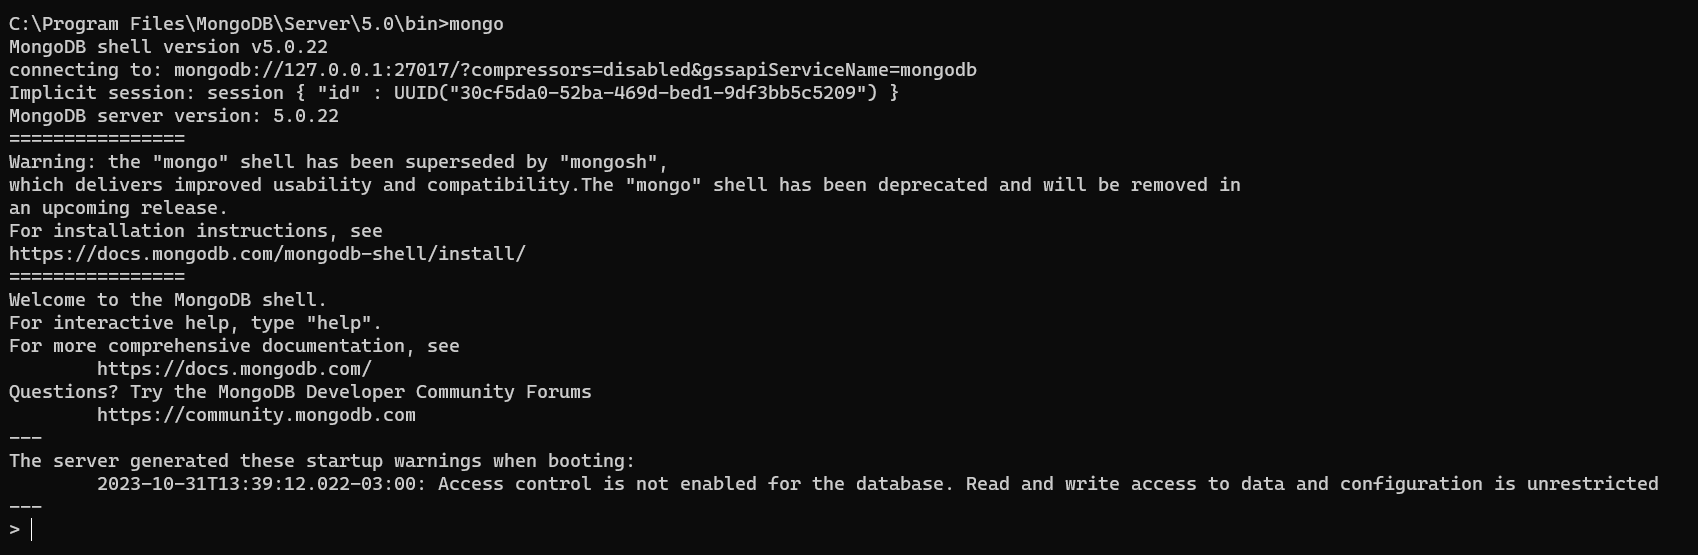 C:\Program Files\MongoDB\Server\5.0\bin>mongo
MongoDB shell version v5.0.22
connecting to: mongodb://127.0.0.1:27017/?compressors=disabled&gssapiServiceName=mongodb
Implicit session: session { "id" : UUID("30cf5da0-52ba-469d-bed1-9df3bb5c5209") }
MongoDB server version: 5.0.22
================
Warning: the "mongo" shell has been superseded by "mongosh",
which delivers improved usability and compatibility.The "mongo" shell has been deprecated and will be removed in
an upcoming release.
For installation instructions, see
https://docs.mongodb.com/mongodb-shell/install/
================
Welcome to the MongoDB shell.
For interactive help, type "help".
For more comprehensive documentation, see
        https://docs.mongodb.com/
Questions? Try the MongoDB Developer Community Forums
        https://community.mongodb.com
---
The server generated these startup warnings when booting:
        2023-10-31T13:39:12.022-03:00: Access control is not enabled for the database. Read and write access to data and configuration is unrestricted
---
>